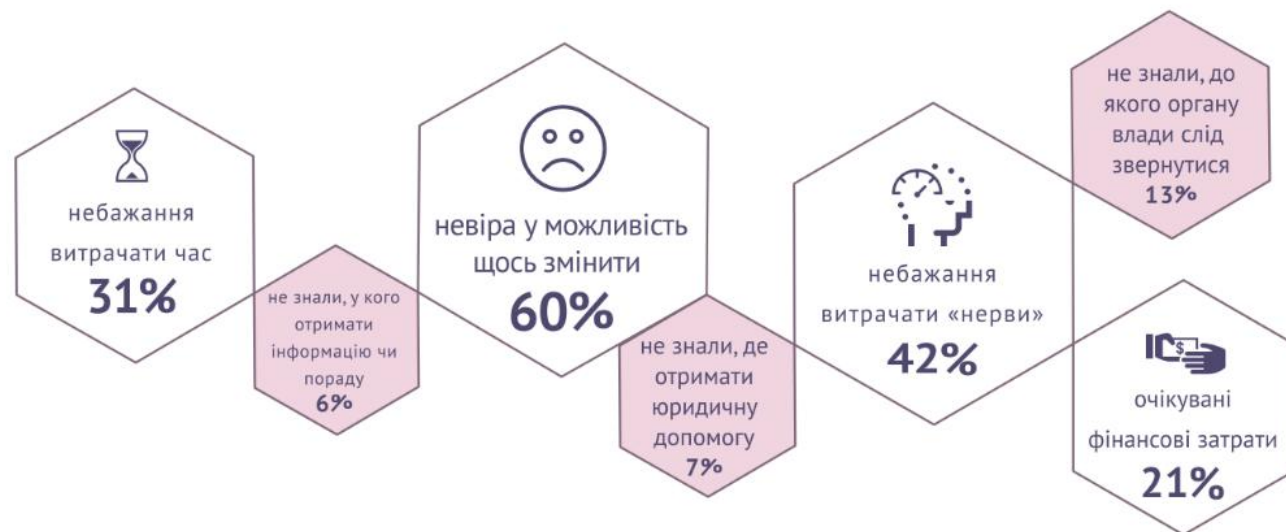 небажання
витрачати час
31%
не знали, у кого
отримати
інформацію чи
пораду
6%
невіра у можливість
щось змінити
60%
не знали, де
отримати
юридичну
допомогу
7%
небажання
витрачати «нерви»
42%
не знали, до
якого органу
влади слід
звернутися
13%
$
очікувані
фінансові затрати
21%